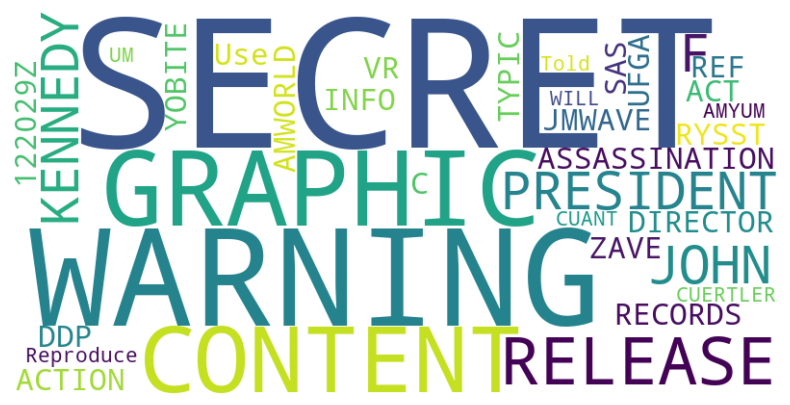 SECRET
KENNEDY
122029Z
UM
YOBITE
Use
AMWORLD
VR
INFO
TYPIC
Told
WILL
SAS
UFGA
JMWAVE
F
REF
ACT
AMYUM
RYSST
GRAPHIC
C
ASSASSINATION
PRESIDENT
CUANT
DIRECTOR
WARNING
ZAVE
JOHN
CUERTLER
RECORDS
DDP
Reproduce
ACTION
CONTENT
RELEASE